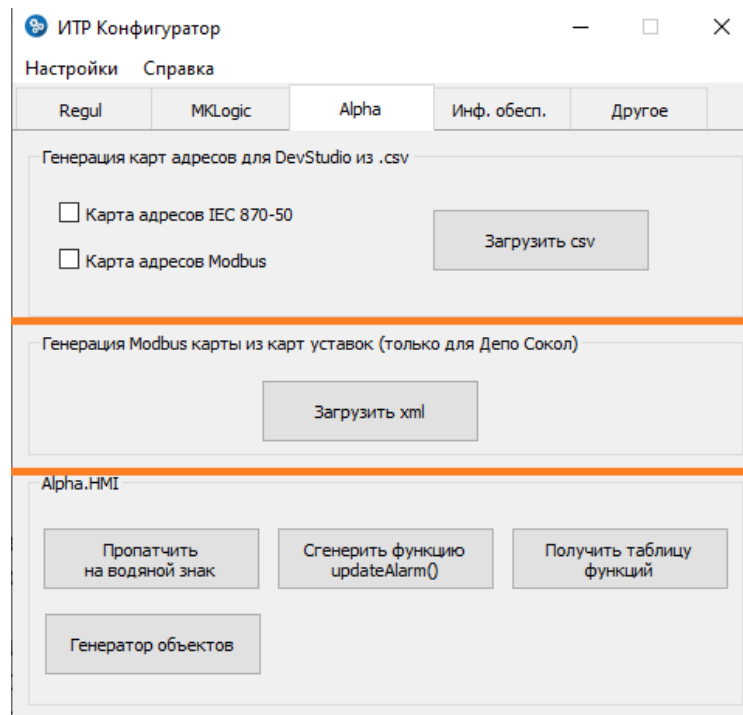 ИТР Конфигуратор
Настройки Справка
Regul MKLogic Alpha Инф. обесп. Другое
Генерация карт адресов для DevStudio из .csv
Карта адресов IEC 870-50
Загрузить csv
Карта адресов Modbus
Генерация Modbus карты из карт уставок (только для Депо Сокол)
Загрузить xml
Alpha.HMI
Пропатчить
на водяной знак
Сгенерить функцию
updateAlarm()
Получить таблицу
функций
Генератор объектов